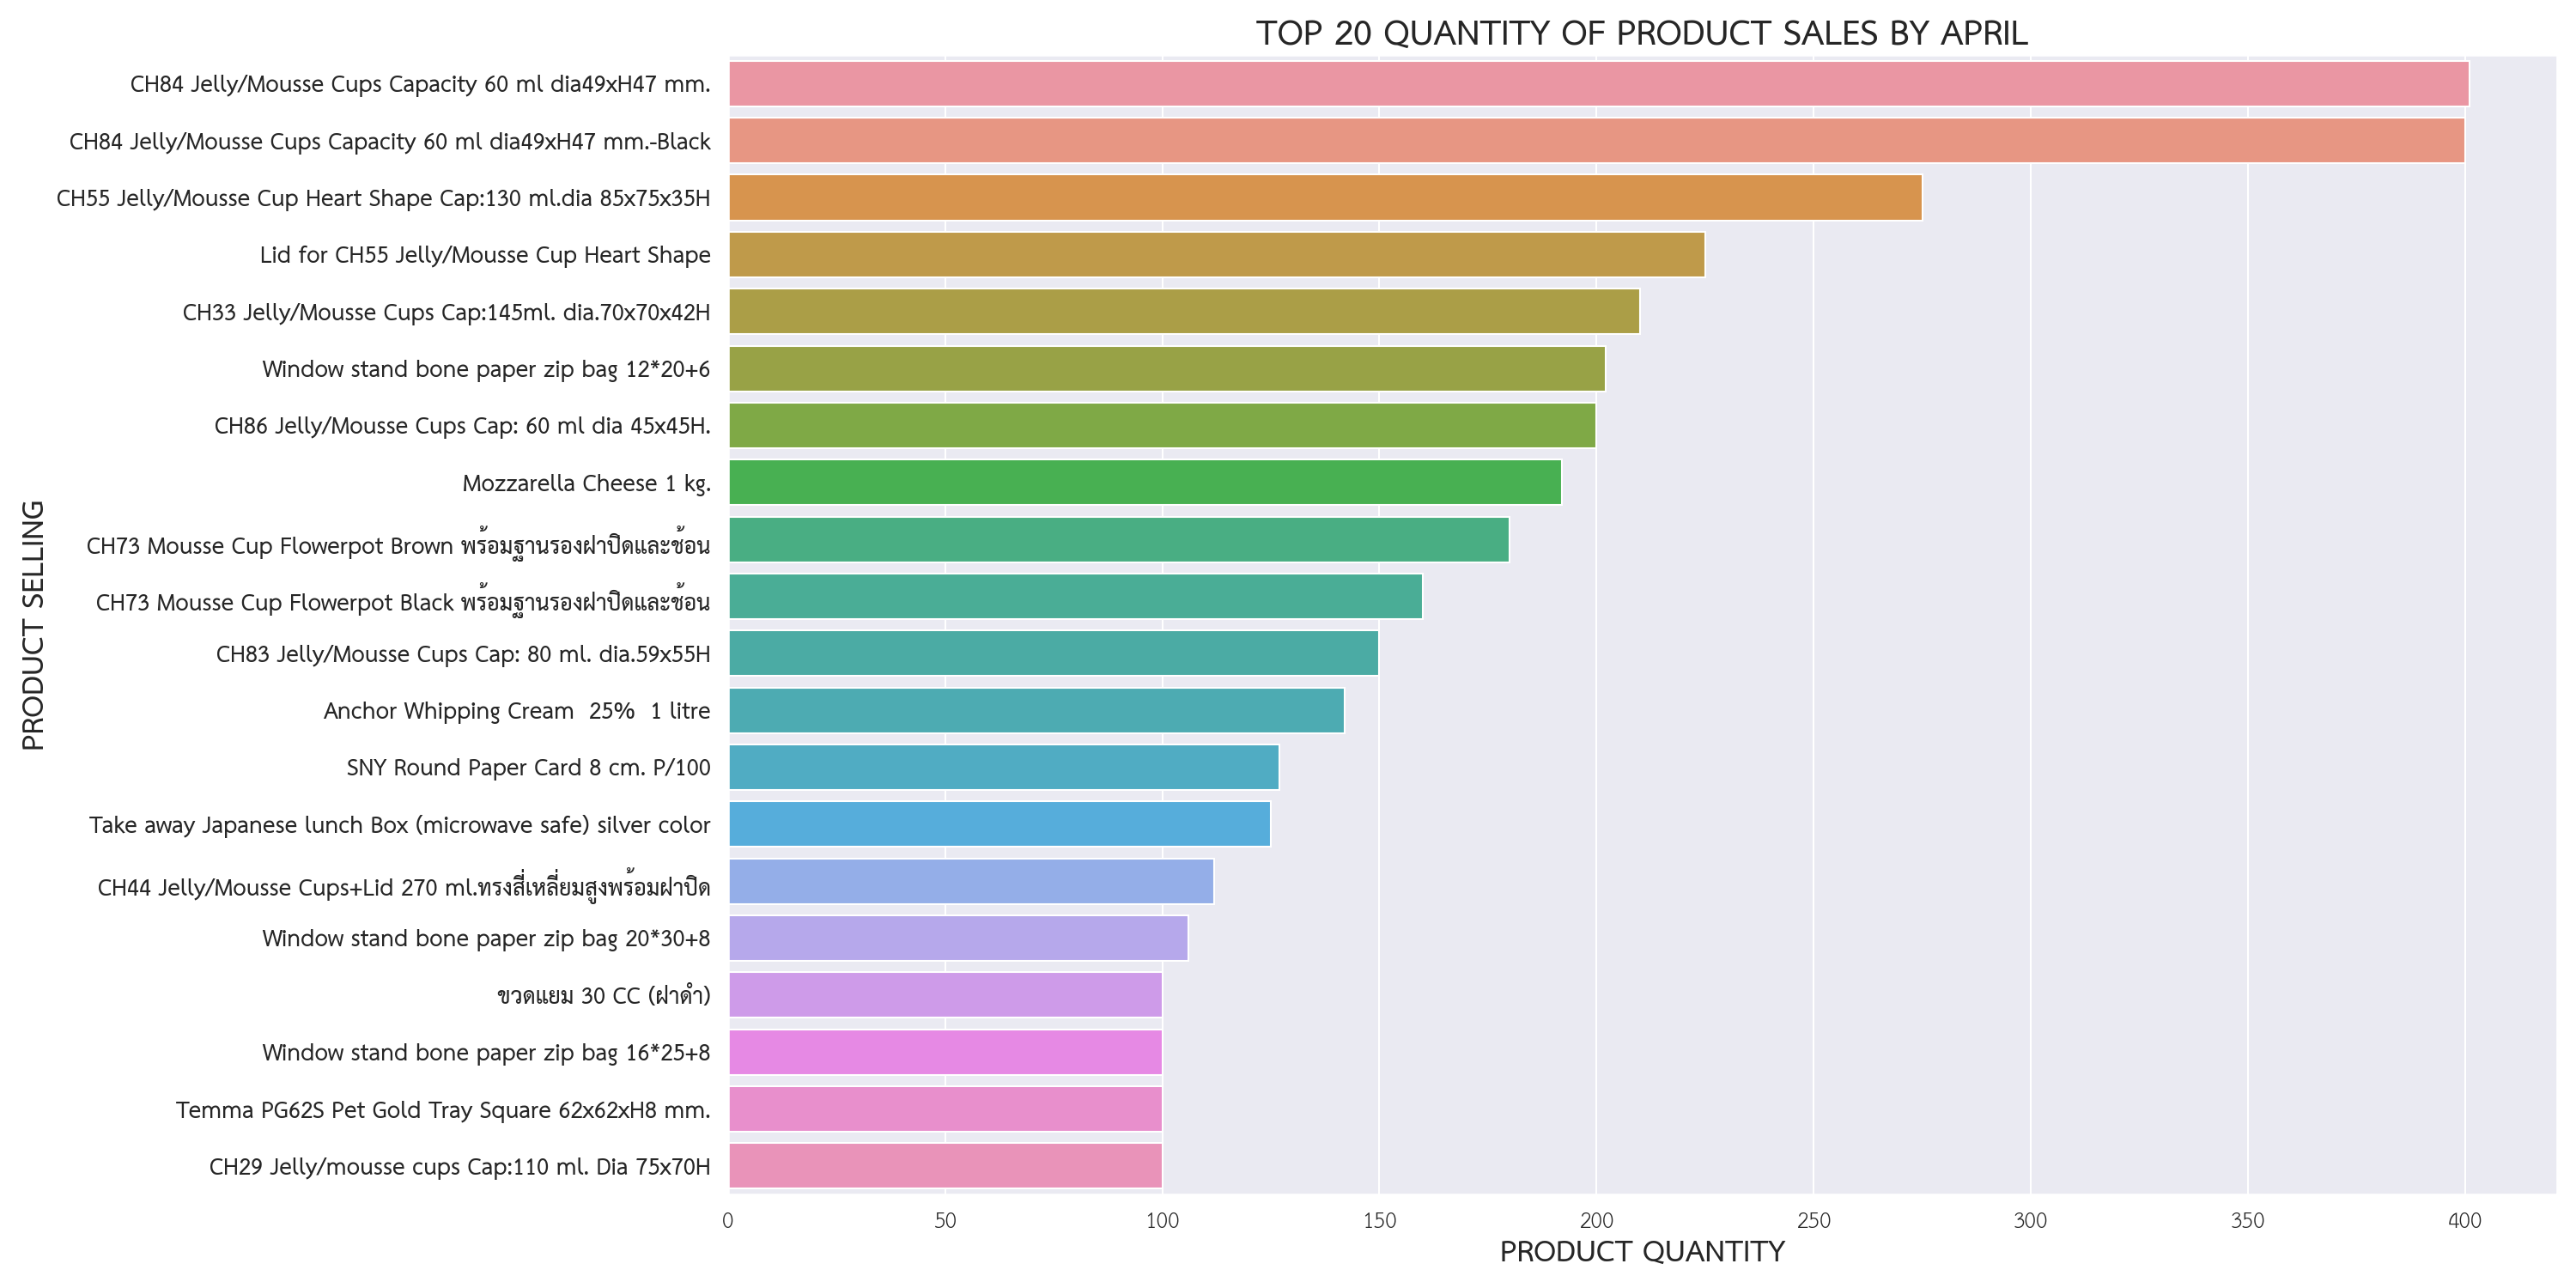 TOP 20 QUANTITY OF PRODUCT SALES BY APRIL
PRODUCT SELLING
CH84 Jelly/Mousse Cups Capacity 60 ml dia49xH47 mm.
CH84 Jelly/Mousse Cups Capacity 60 ml dia49xH47 mm.-Black
CH55 Jelly/Mousse Cup Heart Shape Cap:130 ml.dia 85x75x35H
Lid for CH55 Jelly/Mousse Cup Heart Shape
CH33 Jelly/Mousse Cups Cap:145ml. dia.70x70x42H
Window stand bone paper zip bag 12*20+6
CH86 Jelly/Mousse Cups Cap: 60 ml dia 45x45H.
Mozzarella Cheese 1 kg.
CH73 Mousse Cup Flowerpot Brown พร้อมฐานรองฝาปิดและช้อน
CH73 Mousse Cup Flowerpot Black พร้อมฐานรองฝาปิดและช้อน
CH83 Jelly/Mousse Cups Cap: 80 ml. dia.59x55H
Anchor Whipping Cream  25%  1 litre
SNY Round Paper Card 8 cm. P/100
Take away Japanese lunch Box (microwave safe) silver color
CH44 Jelly/Mousse Cups+Lid 270 ml.ทรงสี่เหลี่ยมสูงพร้อมฝาปิด
Window stand bone paper zip bag 20*30+8
ขวดแยม 30 CC (ฝาดำ)
Window stand bone paper zip bag 16*25+8
Temma PG62S Pet Gold Tray Square 62x62xH8 mm.
CH29 Jelly/mousse cups Cap:110 ml. Dia 75x70H
0 50 100 150 200 250 300 350 400
PRODUCT QUANTITY